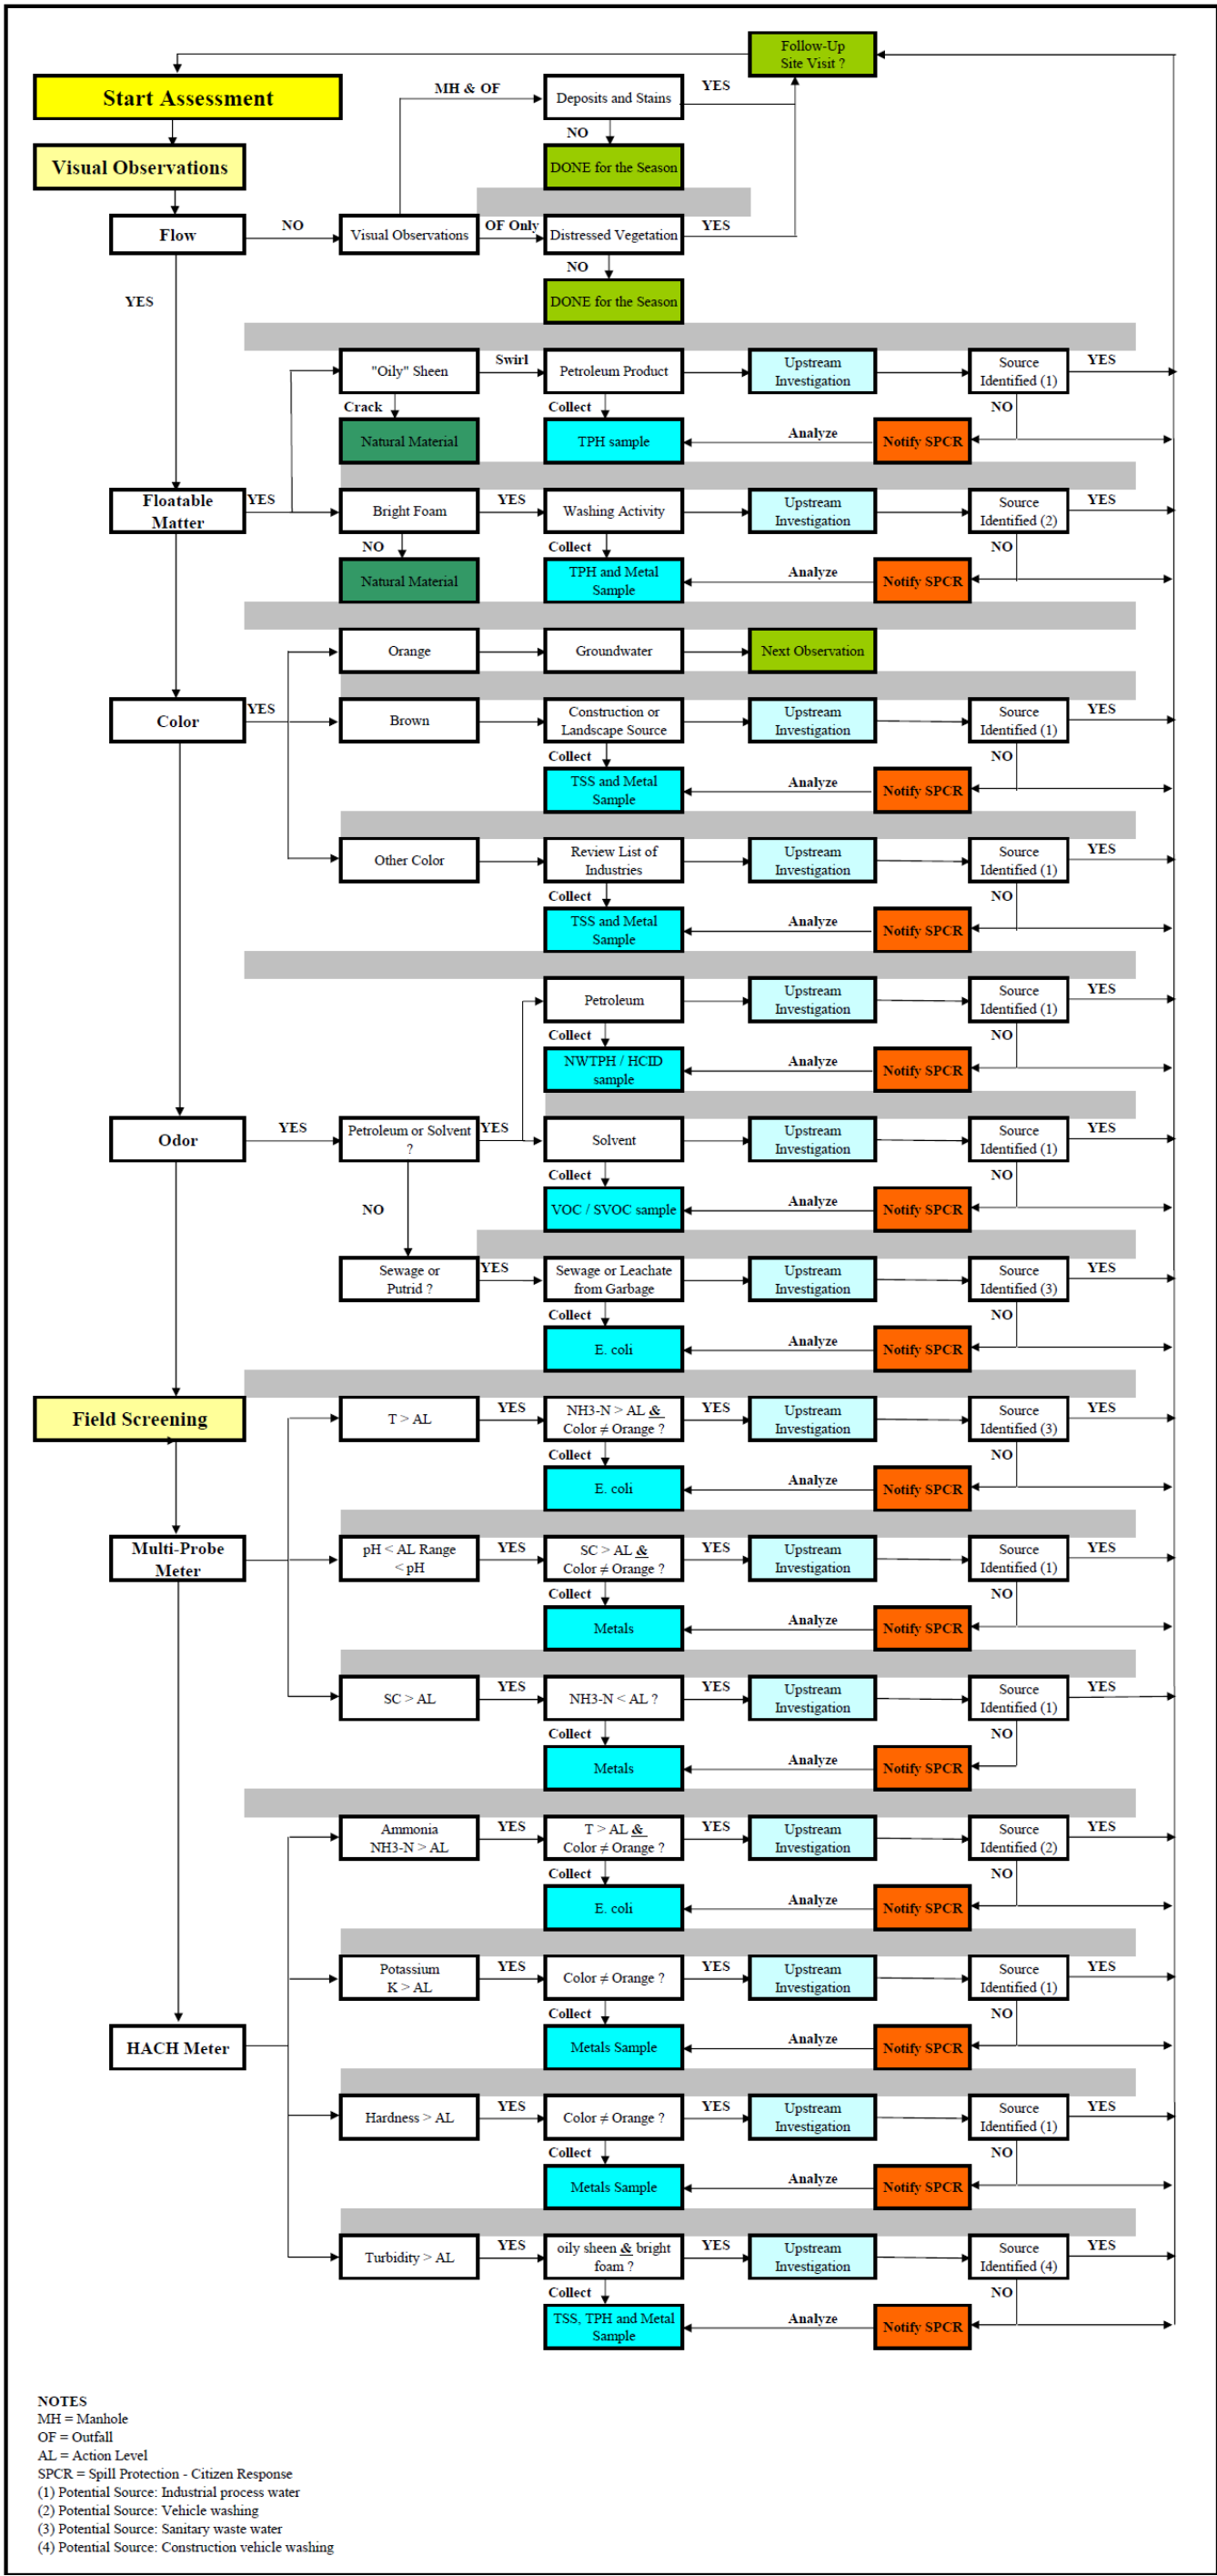 Follow-Up
Site Visit ?
Start Assessment
MH & OF
Deposits and Stains
YES
NO
Visual Observations
DONE for the Season
Flow
NO
Visual Observations
OF Only
Distressed Vegetation
YES
NO
YES
DONE for the Season
"Oily" Sheen
Swirl
Petroleum Product
Upstream
Investigation
Source
Identified (1)
YES
Crack
Collect
NO
Natural Material
TPH sample
Analyze
Notify SPCR
Floatable
Matter
YES
Bright Foam
YES
Washing Activity
Upstream
Investigation
Source
Identified (2)
YES
NO
Collect
NO
Natural Material
TPH and Metal
Sample
Analyze
Notify SPCR
Orange
Groundwater
Next Observation
Color
YES
Brown
Construction or
Landscape Source
Upstream
Investigation
Source
Identified (1)
YES
Collect
NO
TSS and Metal
Sample
Analyze
Notify SPCR
Other Color
Review List of
Industries
Upstream
Investigation
Source
Identified (1)
YES
Collect
NO
TSS and Metal
Sample
Analyze
Notify SPCR
Petroleum
Upstream
Investigation
Source
Identified (1)
YES
Collect
NO
NWTPH / HCID
sample
Analyze
Notify SPCR
Odor
YES
Petroleum or Solvent
?
YES
Solvent
Upstream
Investigation
Source
Identified (1)
YES
Collect
NO
NO
VOC / SVOC sample
Analyze
Notify SPCR
Sewage or
Putrid ?
YES
Sewage or Leachate
from Garbage
Upstream
Investigation
Source
Identified (3)
YES
Collect
NO
E. coli
Analyze
Notify SPCR
Field Screening
T > AL
YES
NH3-N > AL &
Color ≠ Orange ?
YES
Upstream
Investigation
Source
Identified (3)
YES
Collect
NO
E. coli
Analyze
Notify SPCR
Multi-Probe
Meter
pH < AL Range
< pH
YES
SC > AL &
Color ≠ Orange ?
YES
Upstream
Investigation
Source
Identified (1)
YES
Collect
NO
Metals
Analyze
Notify SPCR
SC > AL
YES
NH3-N < AL ?
YES
Upstream
Investigation
Source
Identified (1)
YES
Collect
NO
Metals
Analyze
Notify SPCR
Ammonia
NH3-N > AL
YES
T > AL &
Color ≠ Orange ?
YES
Upstream
Investigation
Source
Identified (2)
YES
Collect
NO
E. coli
Analyze
Notify SPCR
Potassium
K > AL
YES
Color ≠ Orange ?
YES
Upstream
Investigation
Source
Identified (1)
YES
Collect
NO
HACH Meter
Metals Sample
Analyze
Notify SPCR
Hardness > AL
YES
Color ≠ Orange ?
YES
Upstream
Investigation
Source
Identified (1)
YES
Collect
NO
Metals Sample
Analyze
Notify SPCR
Turbidity > AL
YES
oily sheen & bright
foam ?
YES
Upstream
Investigation
Source
Identified (4)
YES
Collect
NO
TSS, TPH and Metal
Sample
Analyze
Notify SPCR
NOTES
MH = Manhole
OF = Outfall
AL = Action Level
SPCR = Spill Protection - Citizen Response
(1) Potential Source: Industrial process water
(2) Potential Source: Vehicle washing
(3) Potential Source: Sanitary waste water
(4) Potential Source: Construction vehicle washing